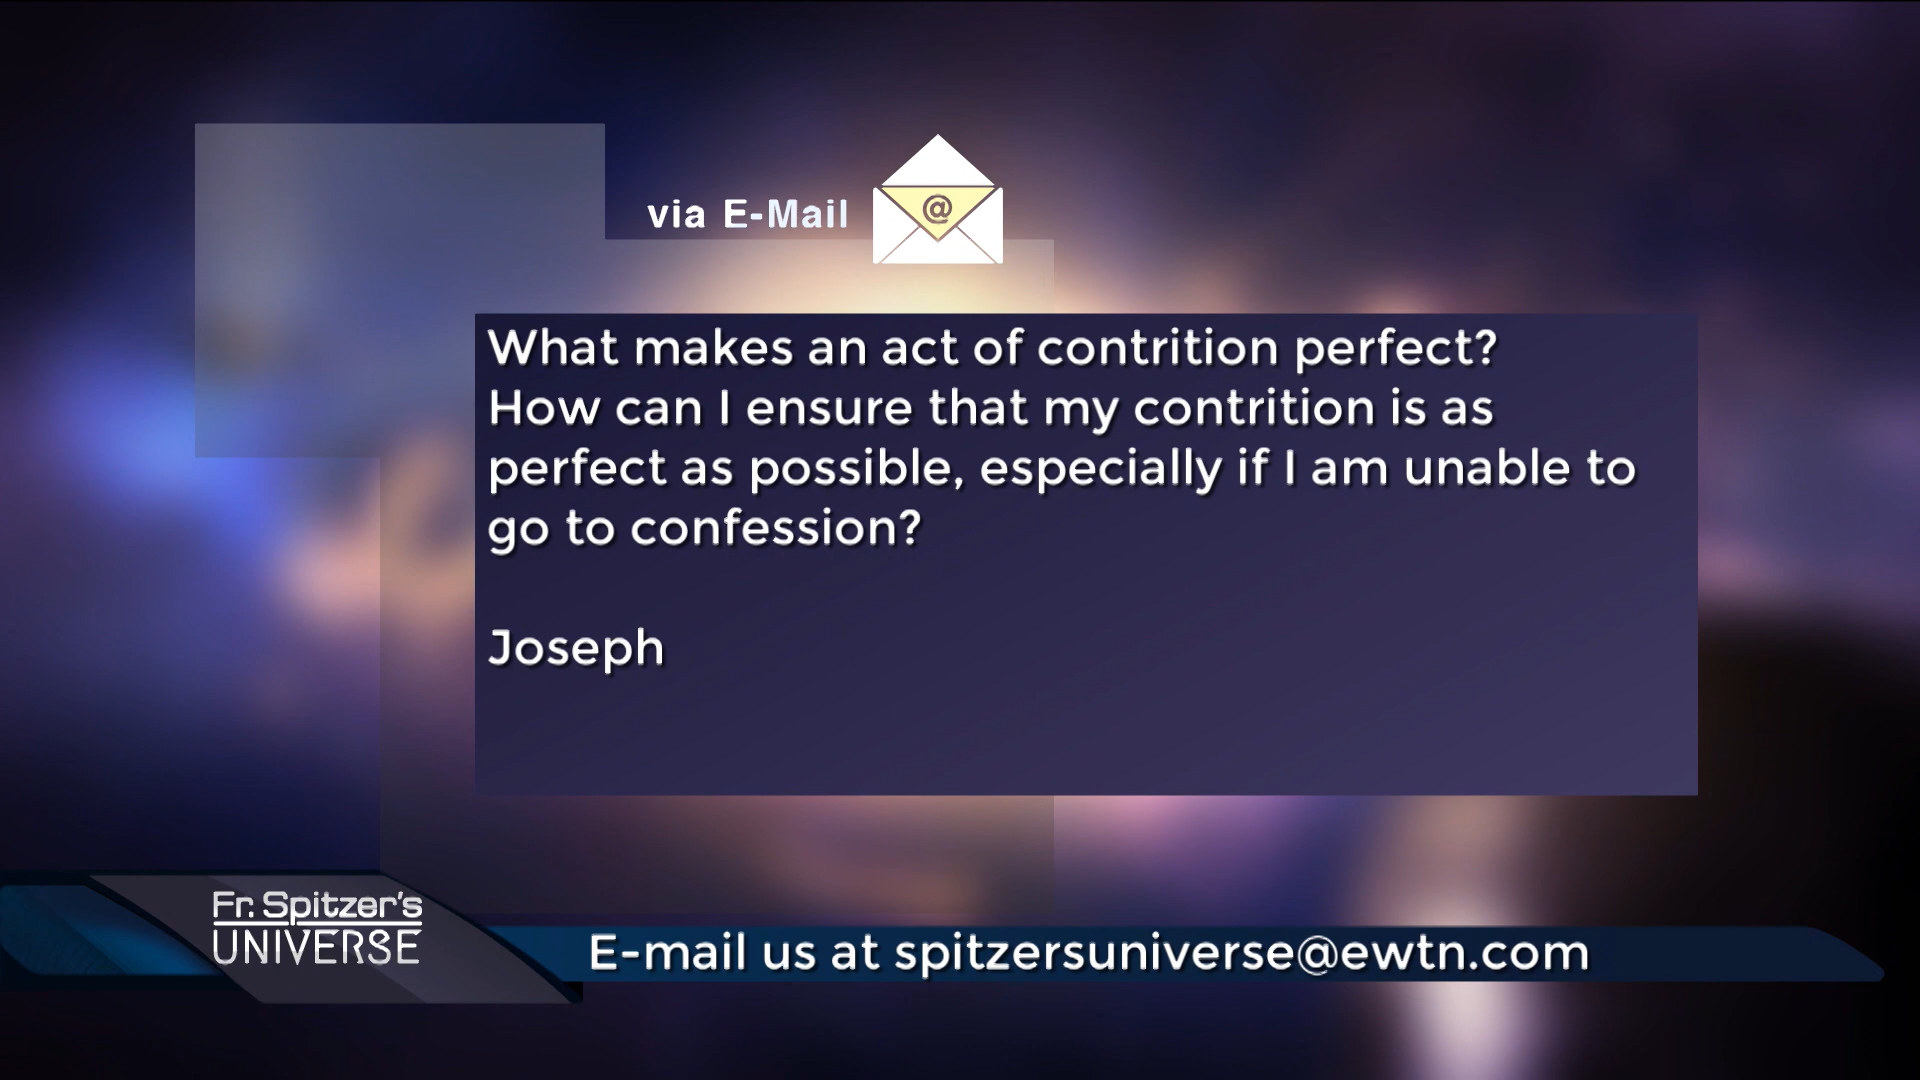 via E-Mail
@
What makes an act of contrition perfect?
How can I ensure that my contrition is as
perfect as possible, especially if I am unable to
go to confession?
Joseph
Fr. Spitzer's
UNIVERSE
E-mail us at spitzersuniverse@ewtn.com